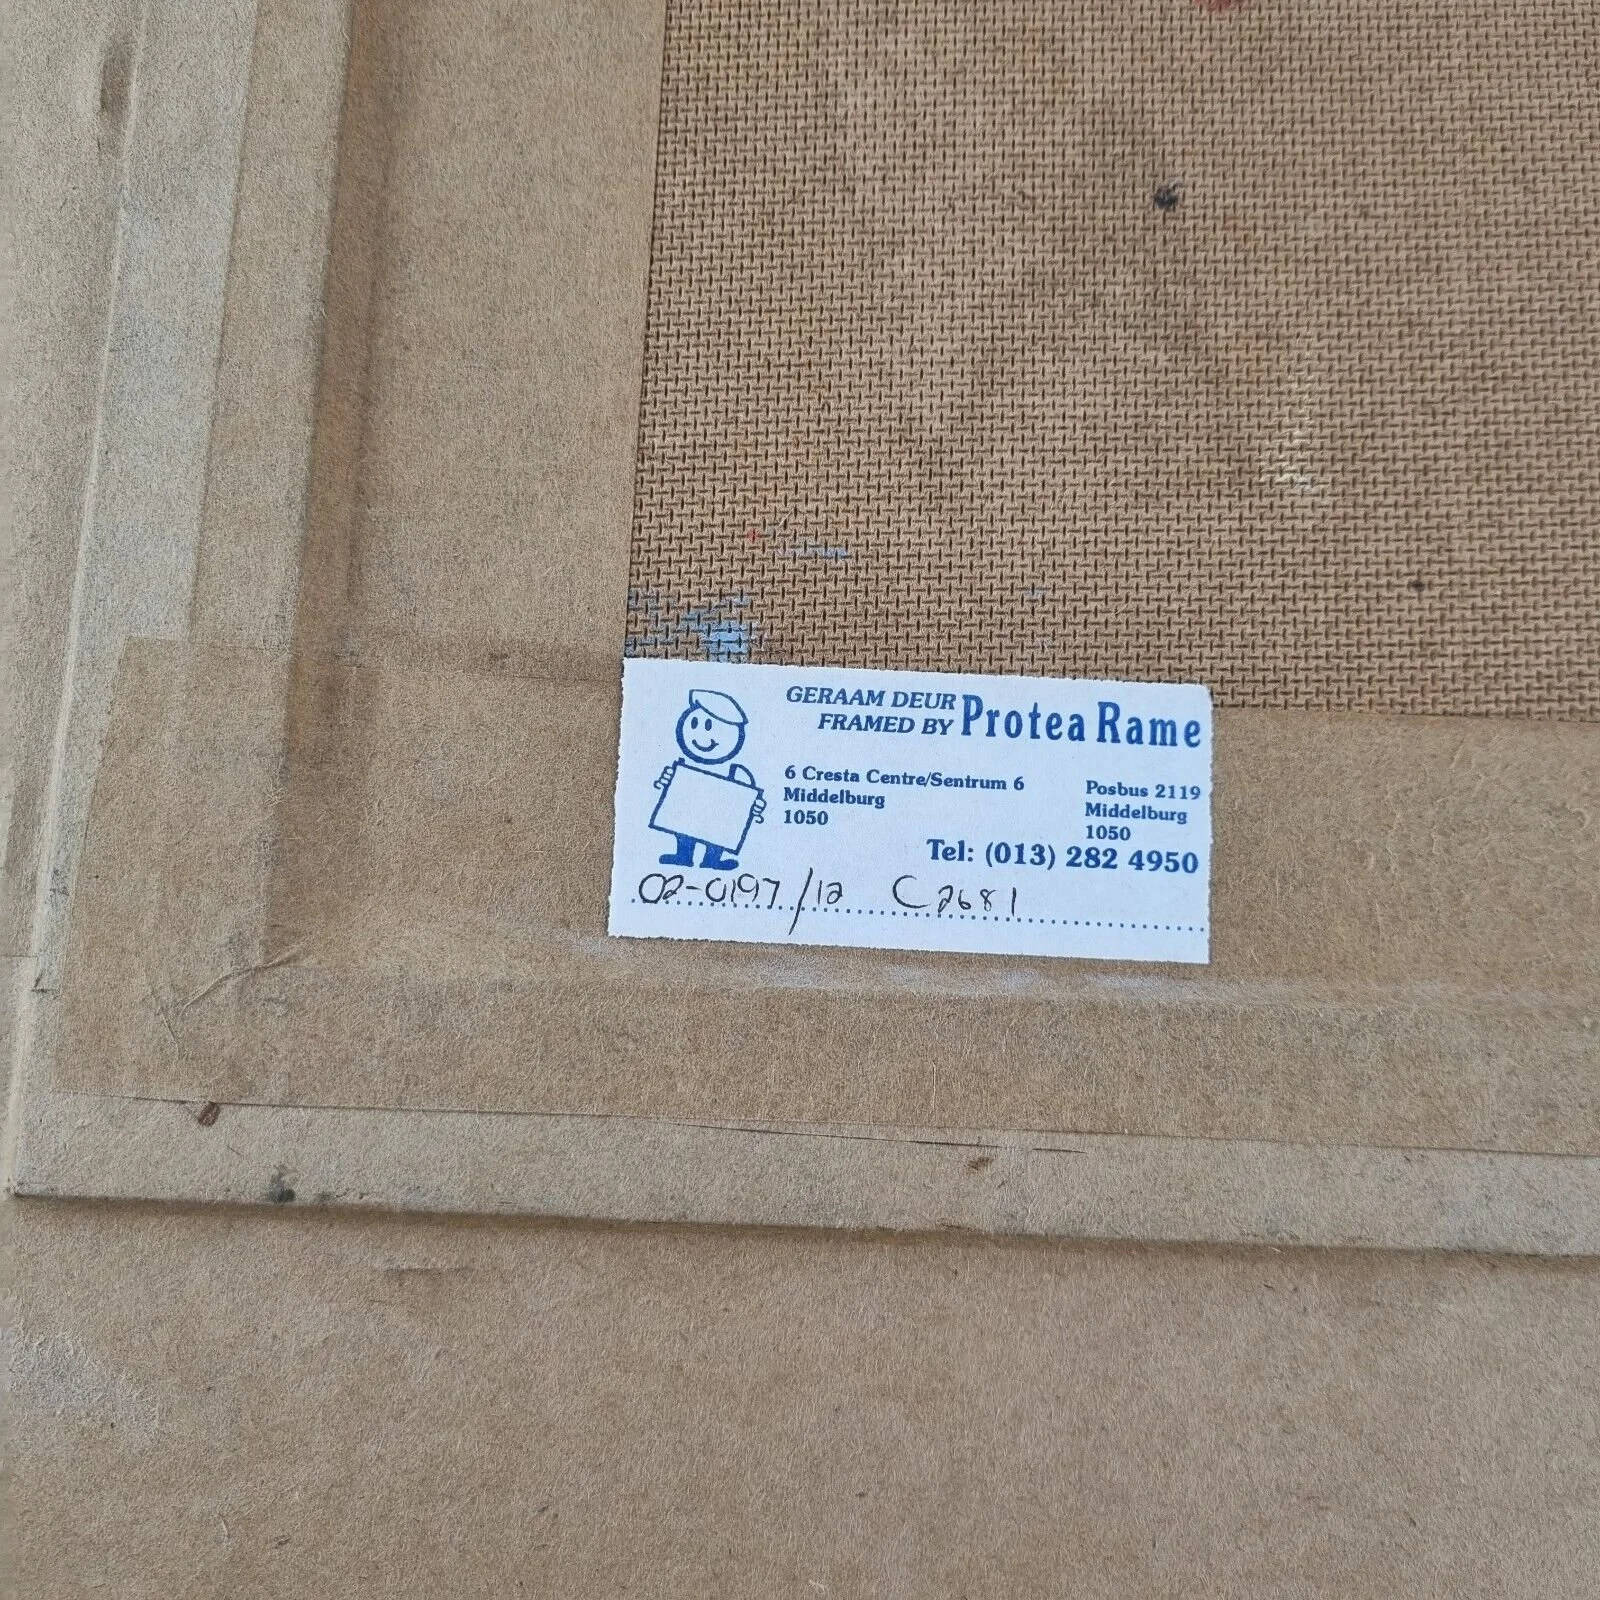 GERAAM DEUR
FRAMED BY Protea Rame
6 Cresta Centre/Sentrum 6
Middelburg
1050
Posbus 2119
Middelburg
1050
Tel: (013) 282 4950
02-0197/12 C2681